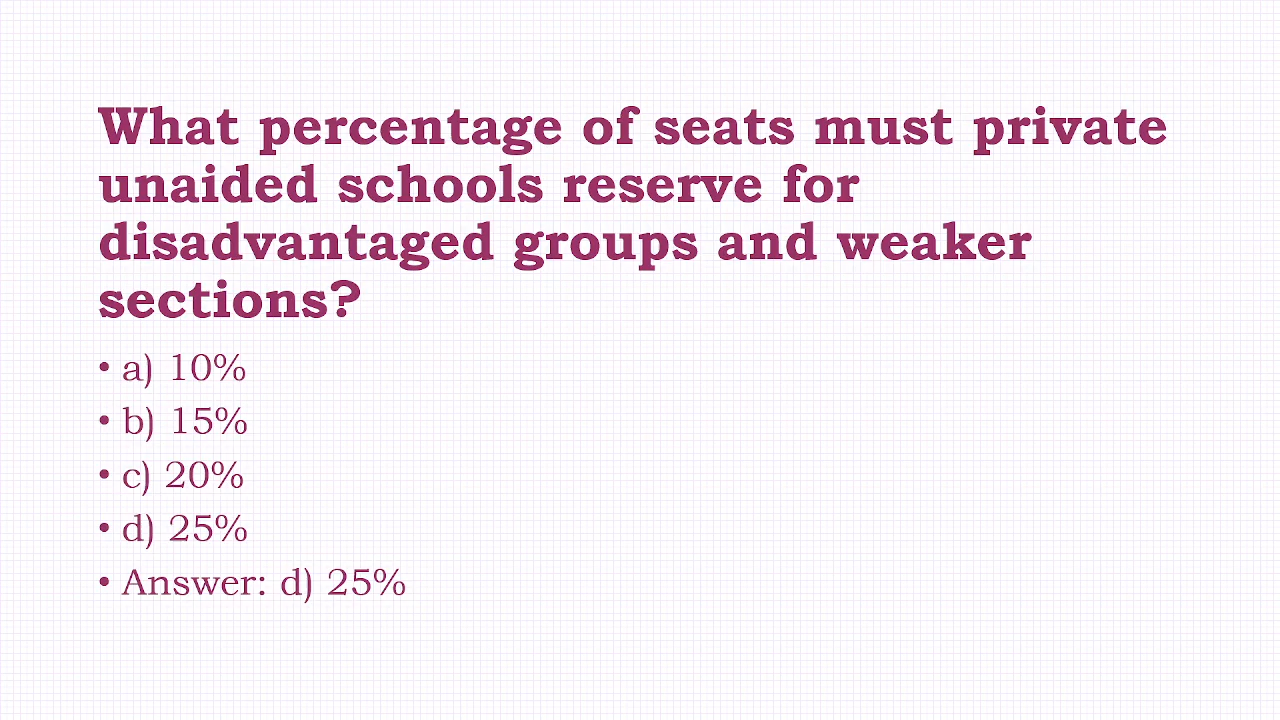 What percentage of seats must private
unaided schools reserve for
disadvantaged groups and weaker
sections?
• a) 10%
• b) 15%
• c) 20%
• d) 25%
• Answer: d) 25%